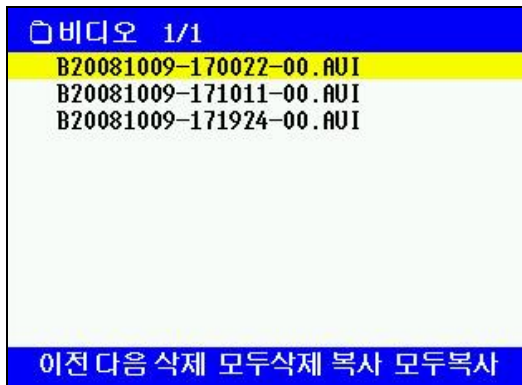 비디오 1/1
B20081009-170022-00.AVI
B20081009-171011-00.AVI
B20081009-171924-00.AVI
이전 다음 삭제 모두삭제 복사 모두복사